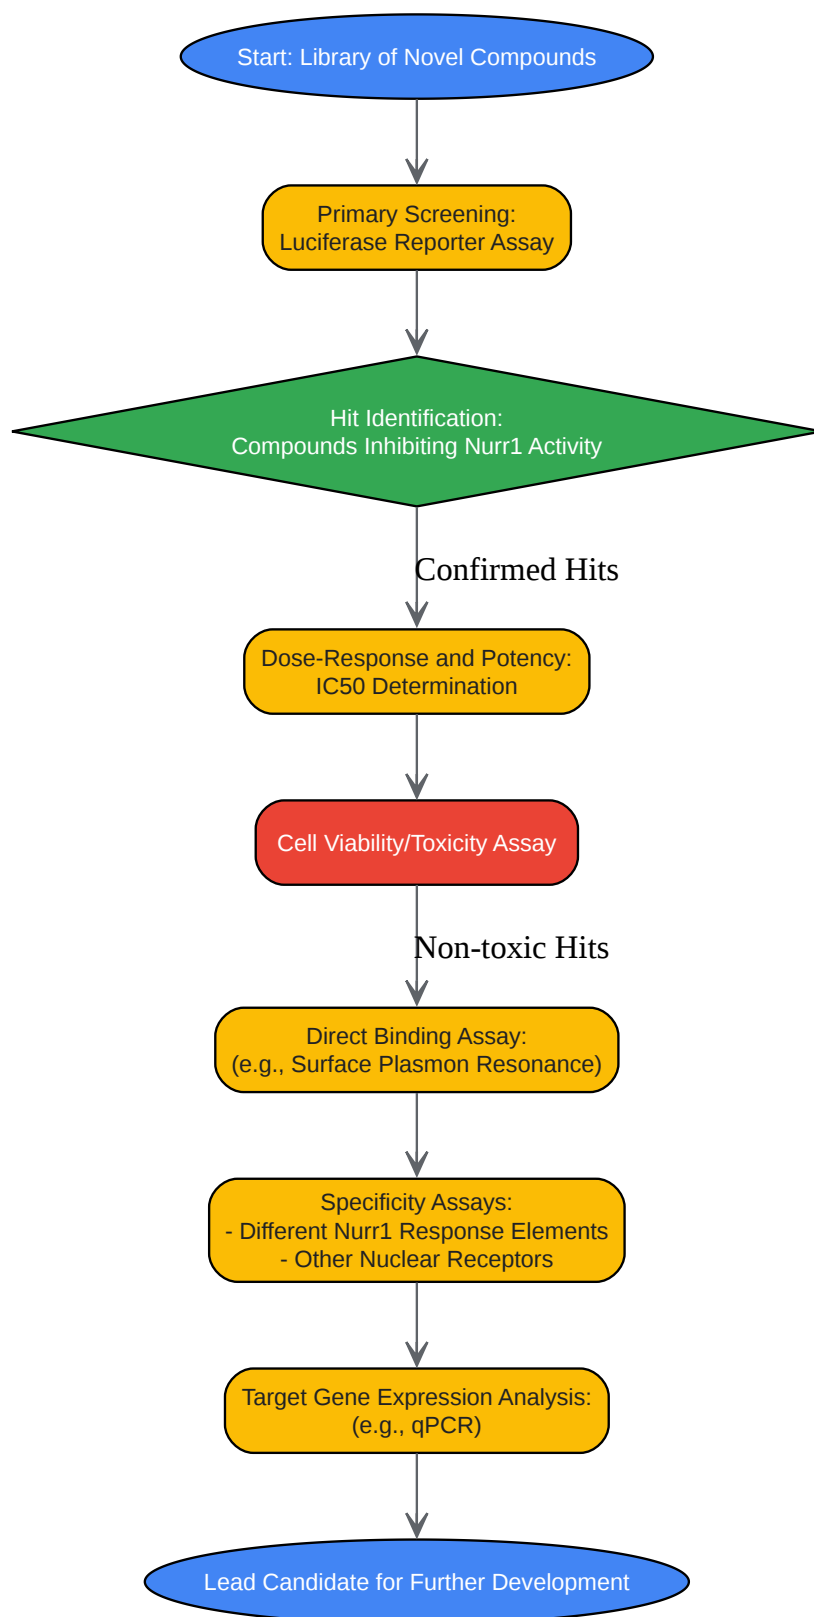 Start: Library of Novel Compounds
Primary Screening:
Luciferase Reporter Assay
Hit Identification:
Compounds Inhibiting Nurr1 Activity
Confirmed Hits
Dose-Response and Potency:
IC50 Determination
Cell Viability/Toxicity Assay
Non-toxic Hits
Direct Binding Assay:
(e.g., Surface Plasmon Resonance)
Specificity Assays:
- Different Nurr1 Response Elements
- Other Nuclear Receptors
Target Gene Expression Analysis:
(e.g., qPCR)
Lead Candidate for Further Development